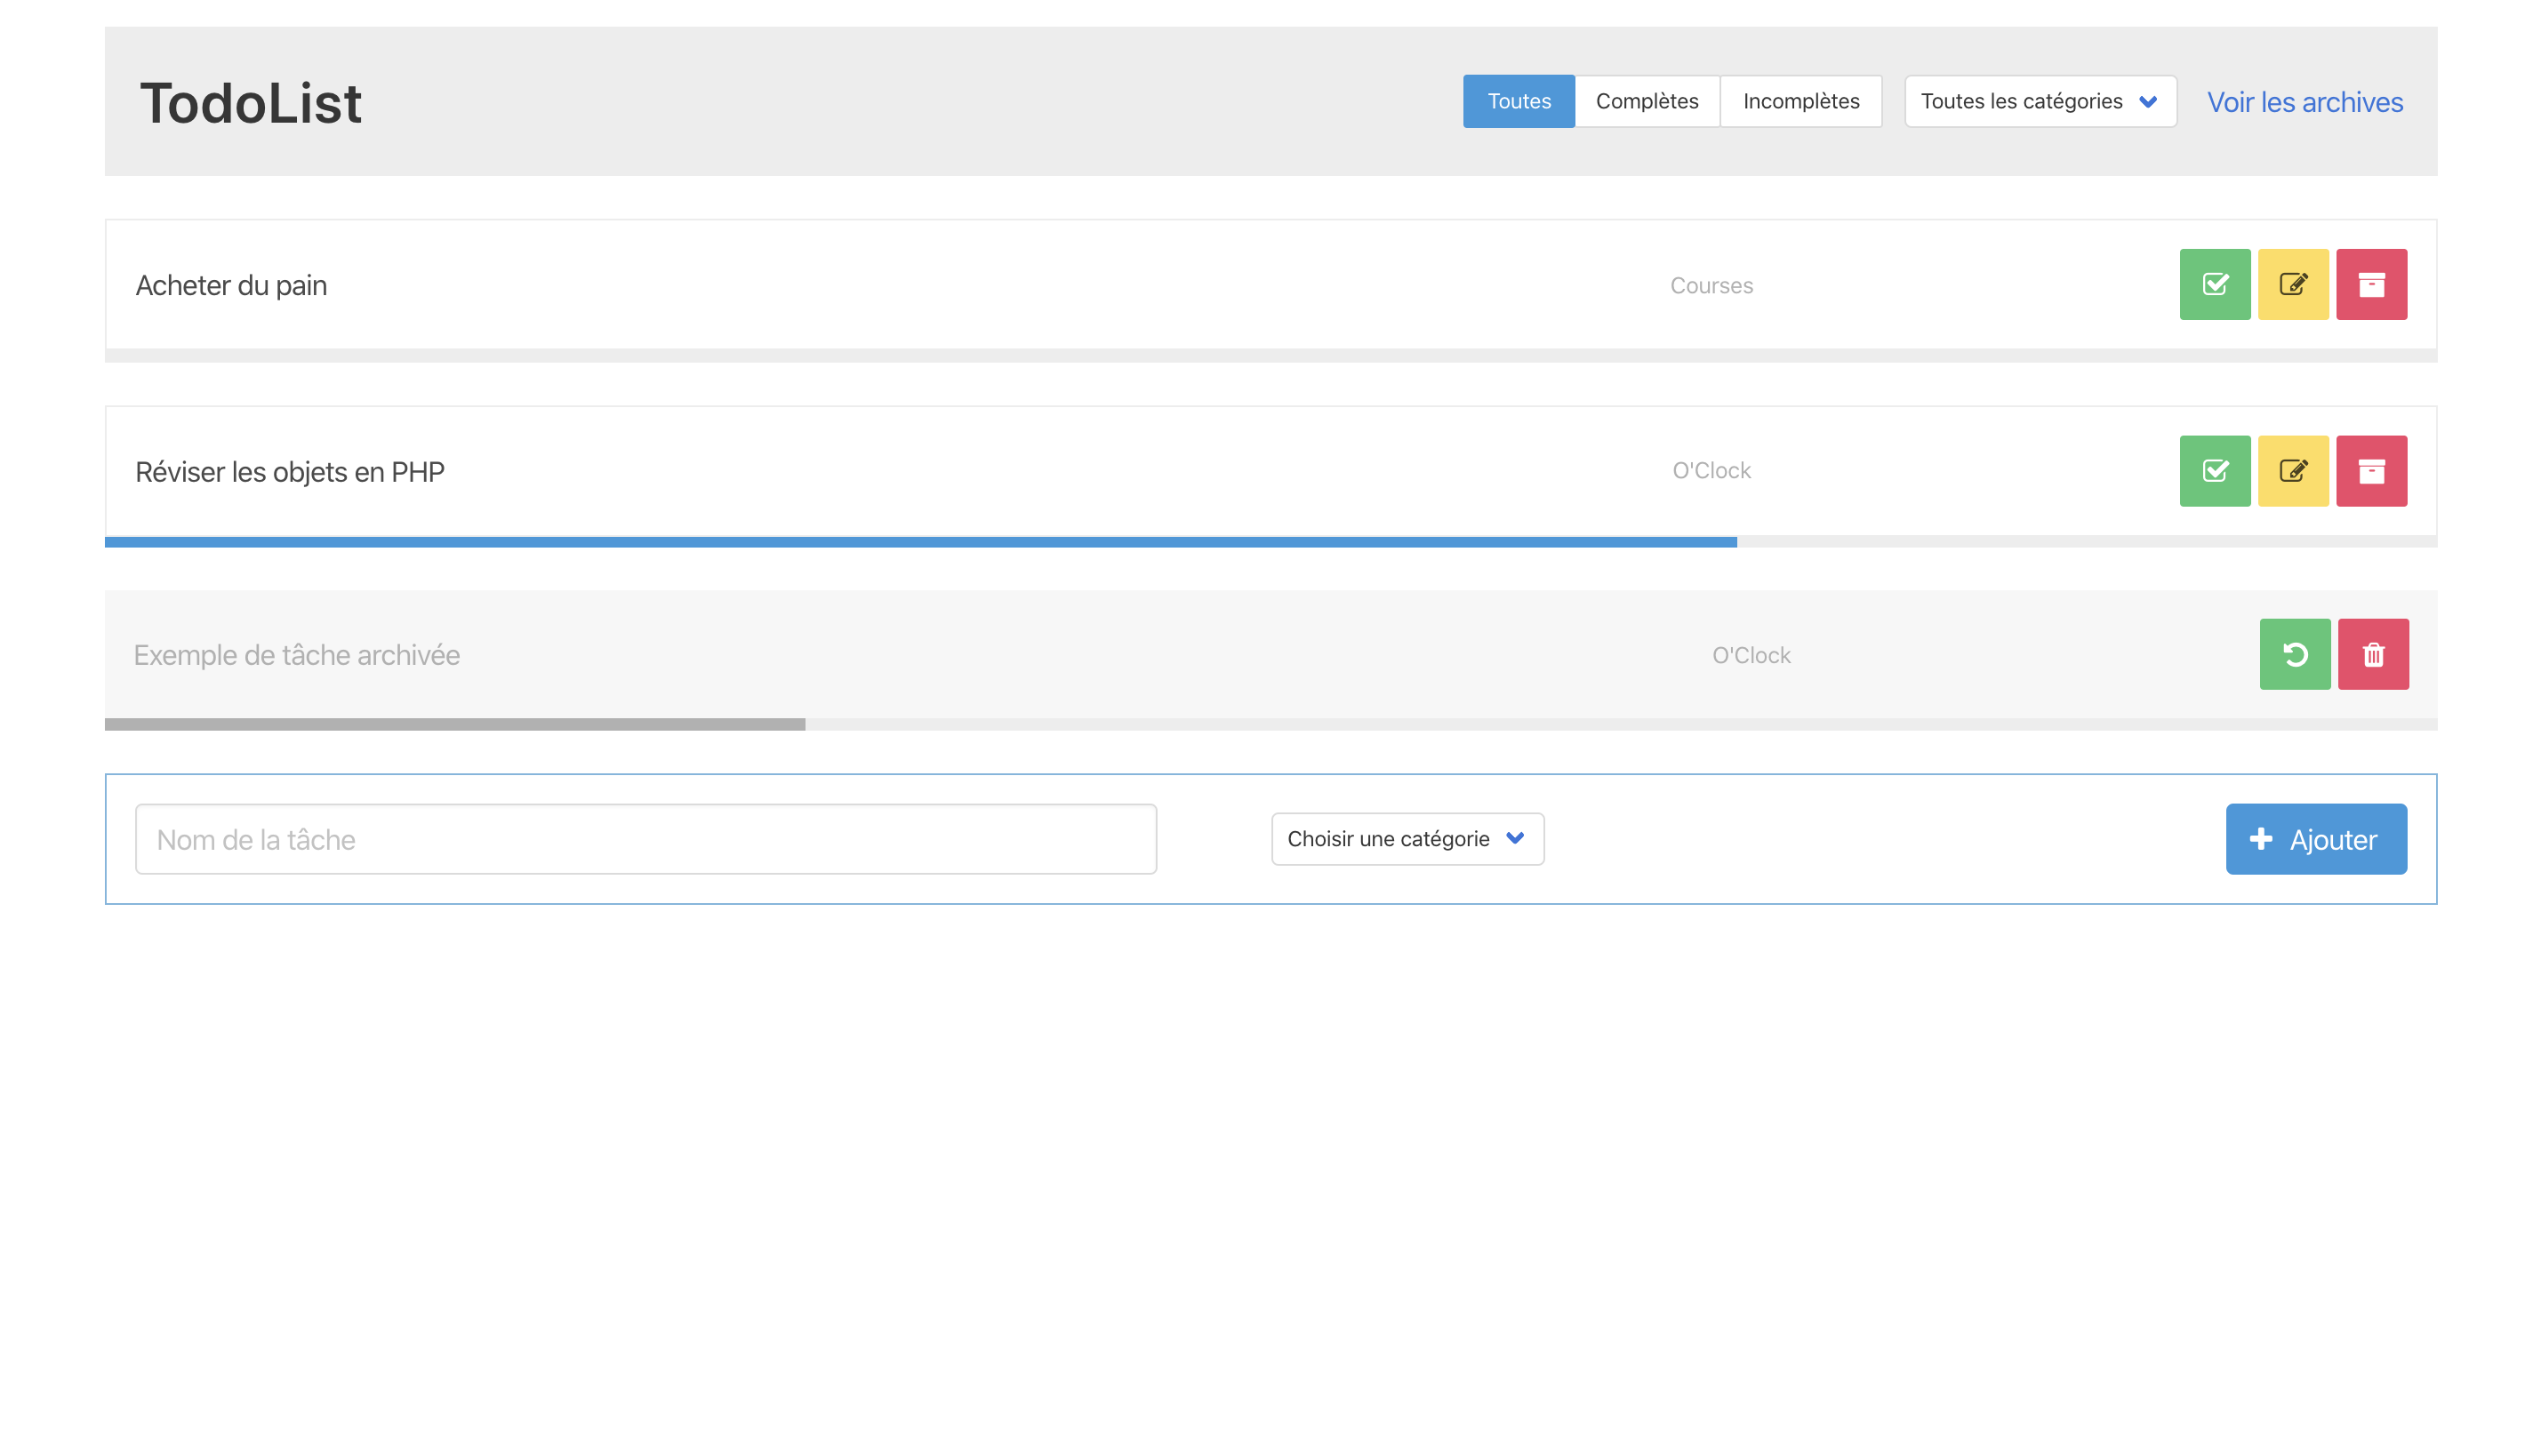 TodoList
Toutes Complètes Incomplètes Toutes les catégories Voir les archives
Acheter du pain Courses
Réviser les objets en PHP O'Clock
Exemple de tâche archivée O'Clock
Nom de la tâche Choisir une catégorie Ajouter